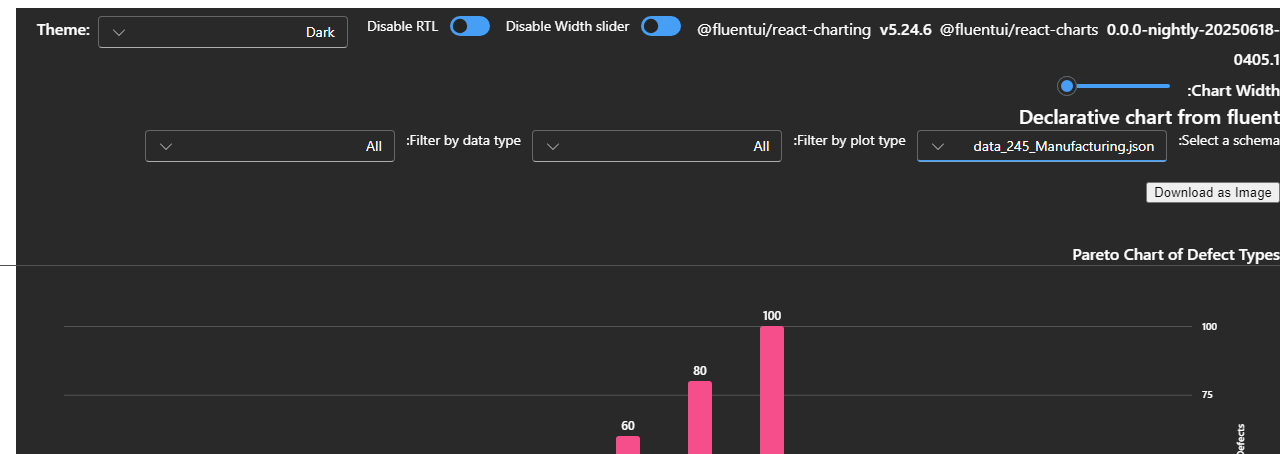 Theme:
Dark
Disable RTL
Disable Width slider
@fluentui/react-charting v5.24.6 @fluentui/react-charts 0.0.0-nightly-20250618-
0405.1
:Chart Width
Declarative chart from fluent
:Select a schema
data_245_Manufacturing.json
:Filter by plot type
All
:Filter by data type
All
Download as Image
Pareto Chart of Defect Types
100
100
80
75
60
Defects